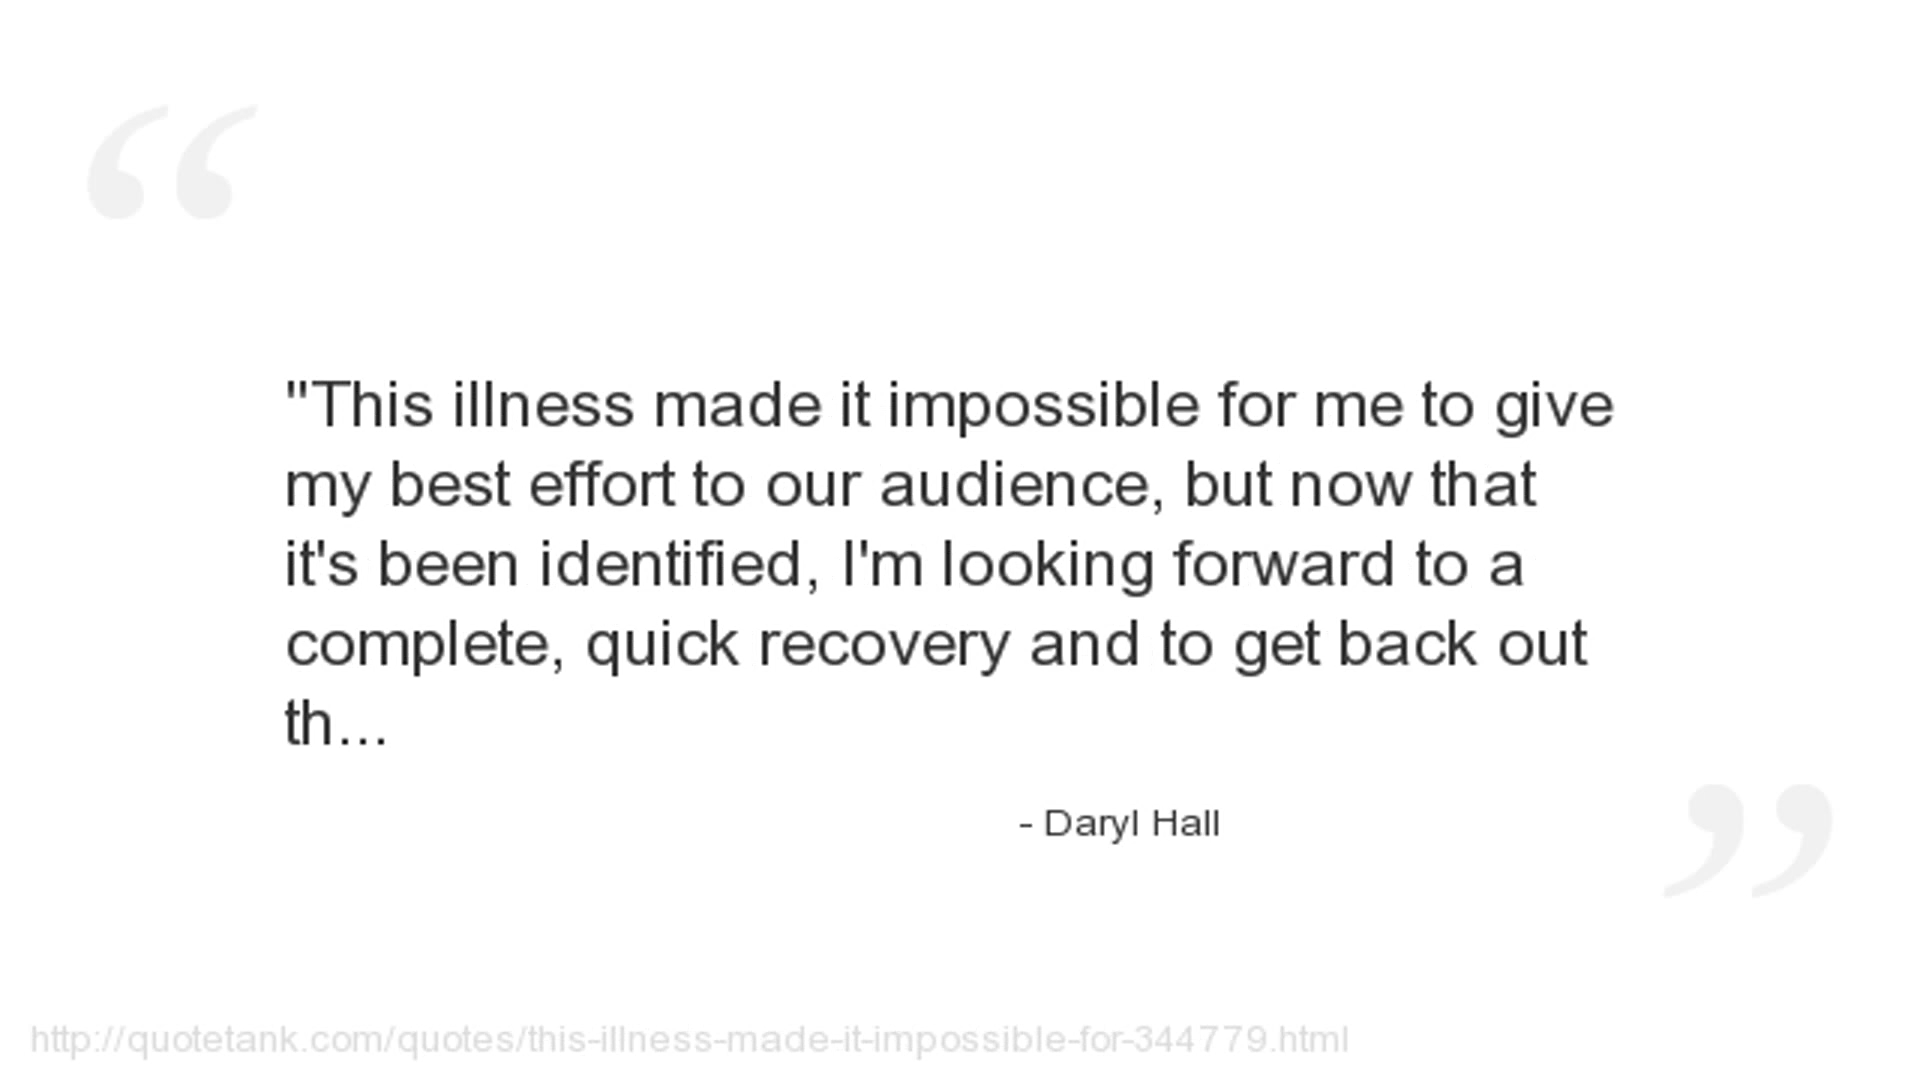 "This illness made it impossible for me to give
my best effort to our audience, but now that
it's been identified, I'm looking forward to a
complete, quick recovery and to get back out
th...
- Daryl Hall
http://quotetank.com/quotes/this-illness-made-it-impossible-for-344779.html